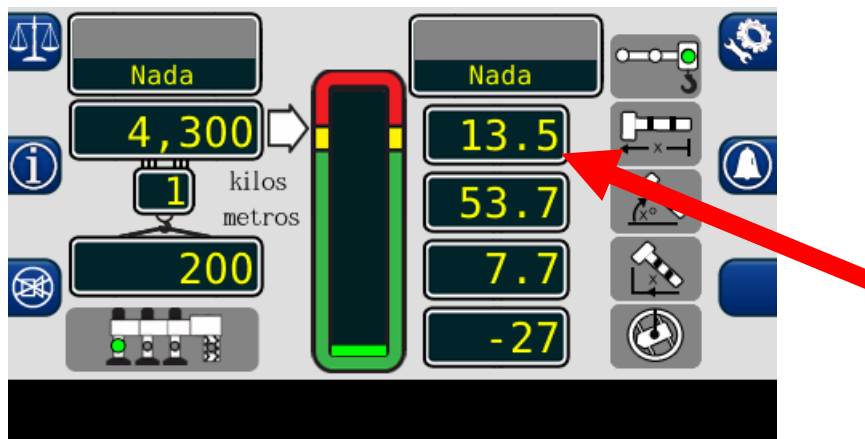 Nada
4,300
1
kilos
metros
200
Nada
13.5
x
53.7
x°
7.7
x
-27